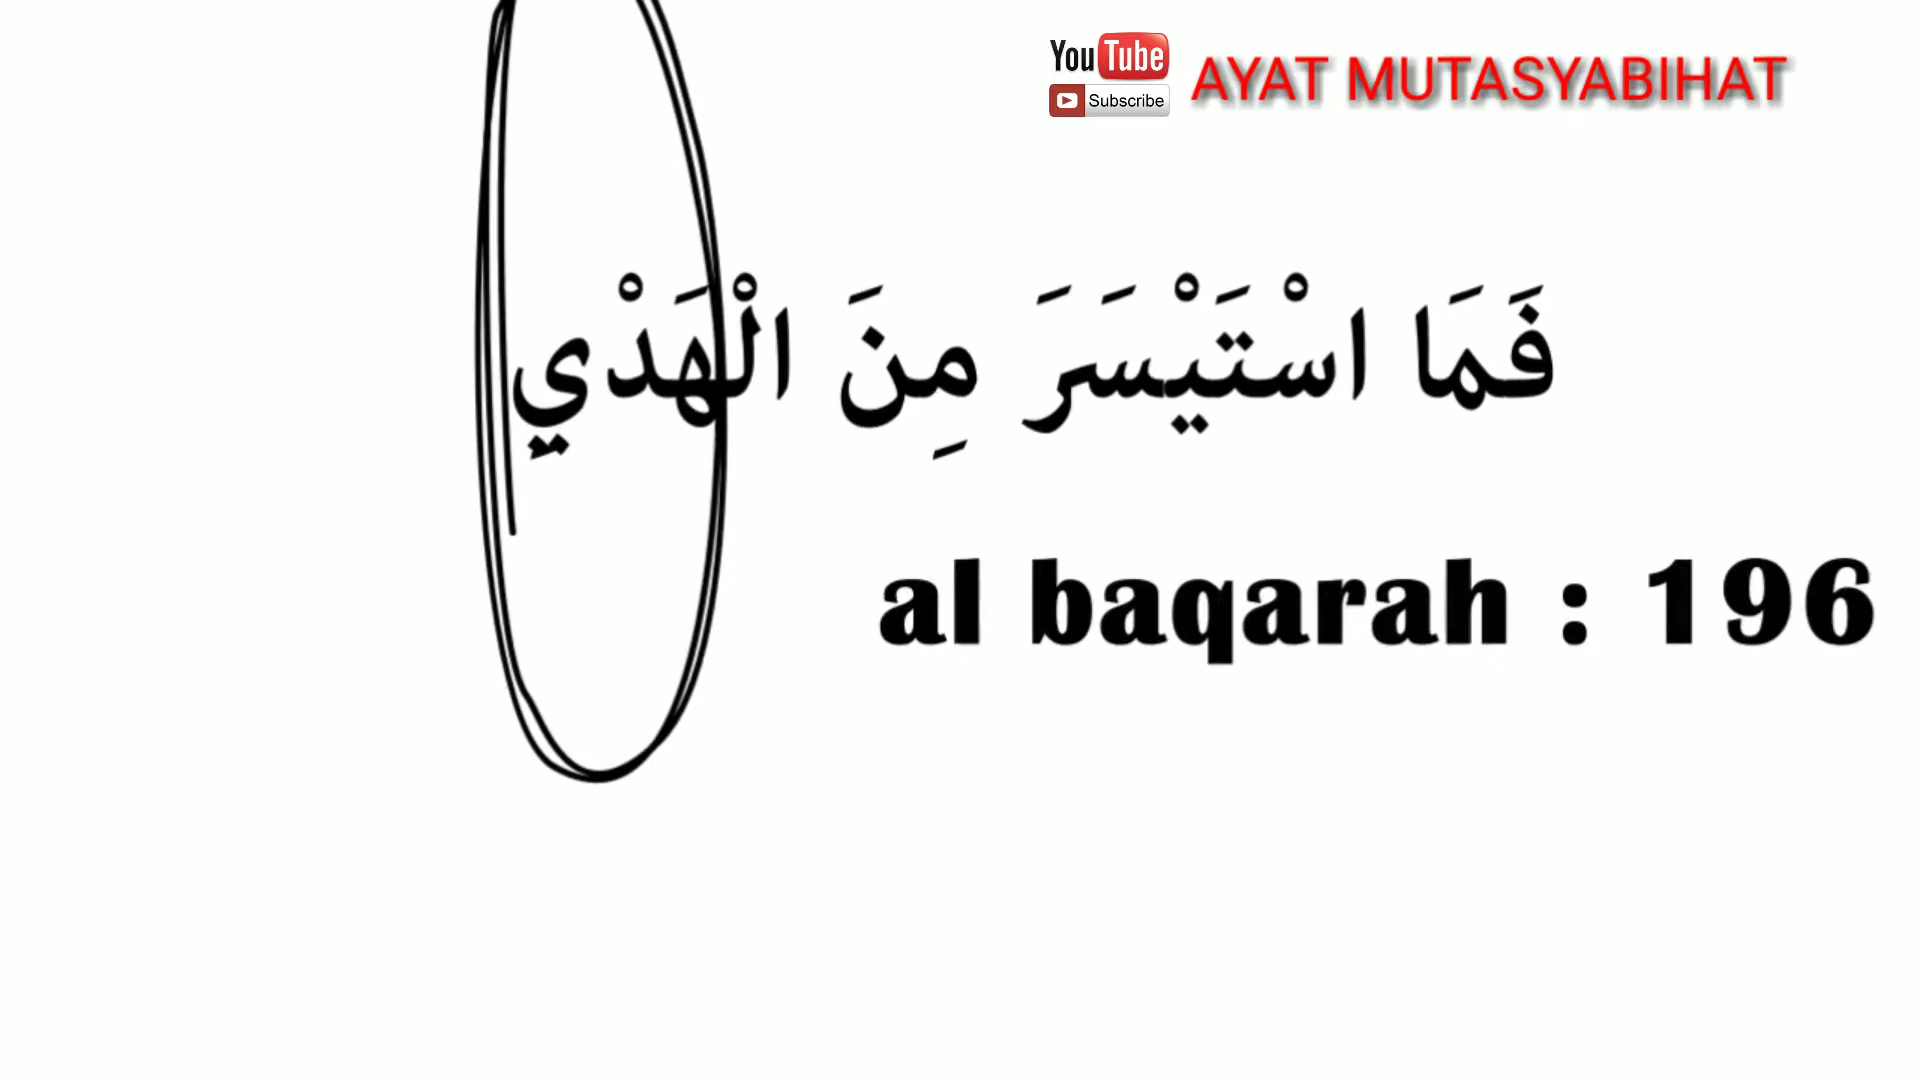 YouTube
Subscribe
AYAT MUTASYABIHAT
فَمَا اسْتَيْسَرَ مِنَ الْهَدْيِ
al baqarah : 196